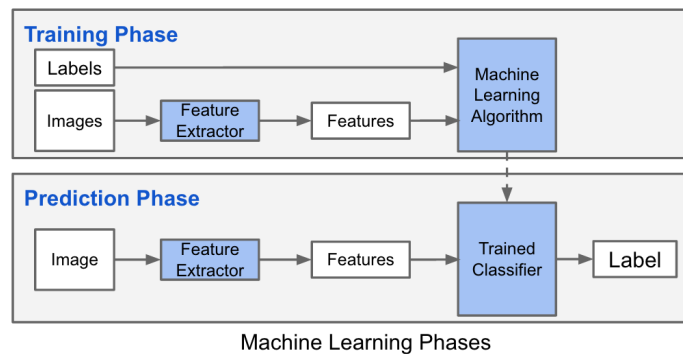 Training Phase
Labels
Images
Feature
Extractor
Features
Machine
Learning
Algorithm
Prediction Phase
Image
Feature
Extractor
Features
Trained
Classifier
Label
Machine Learning Phases